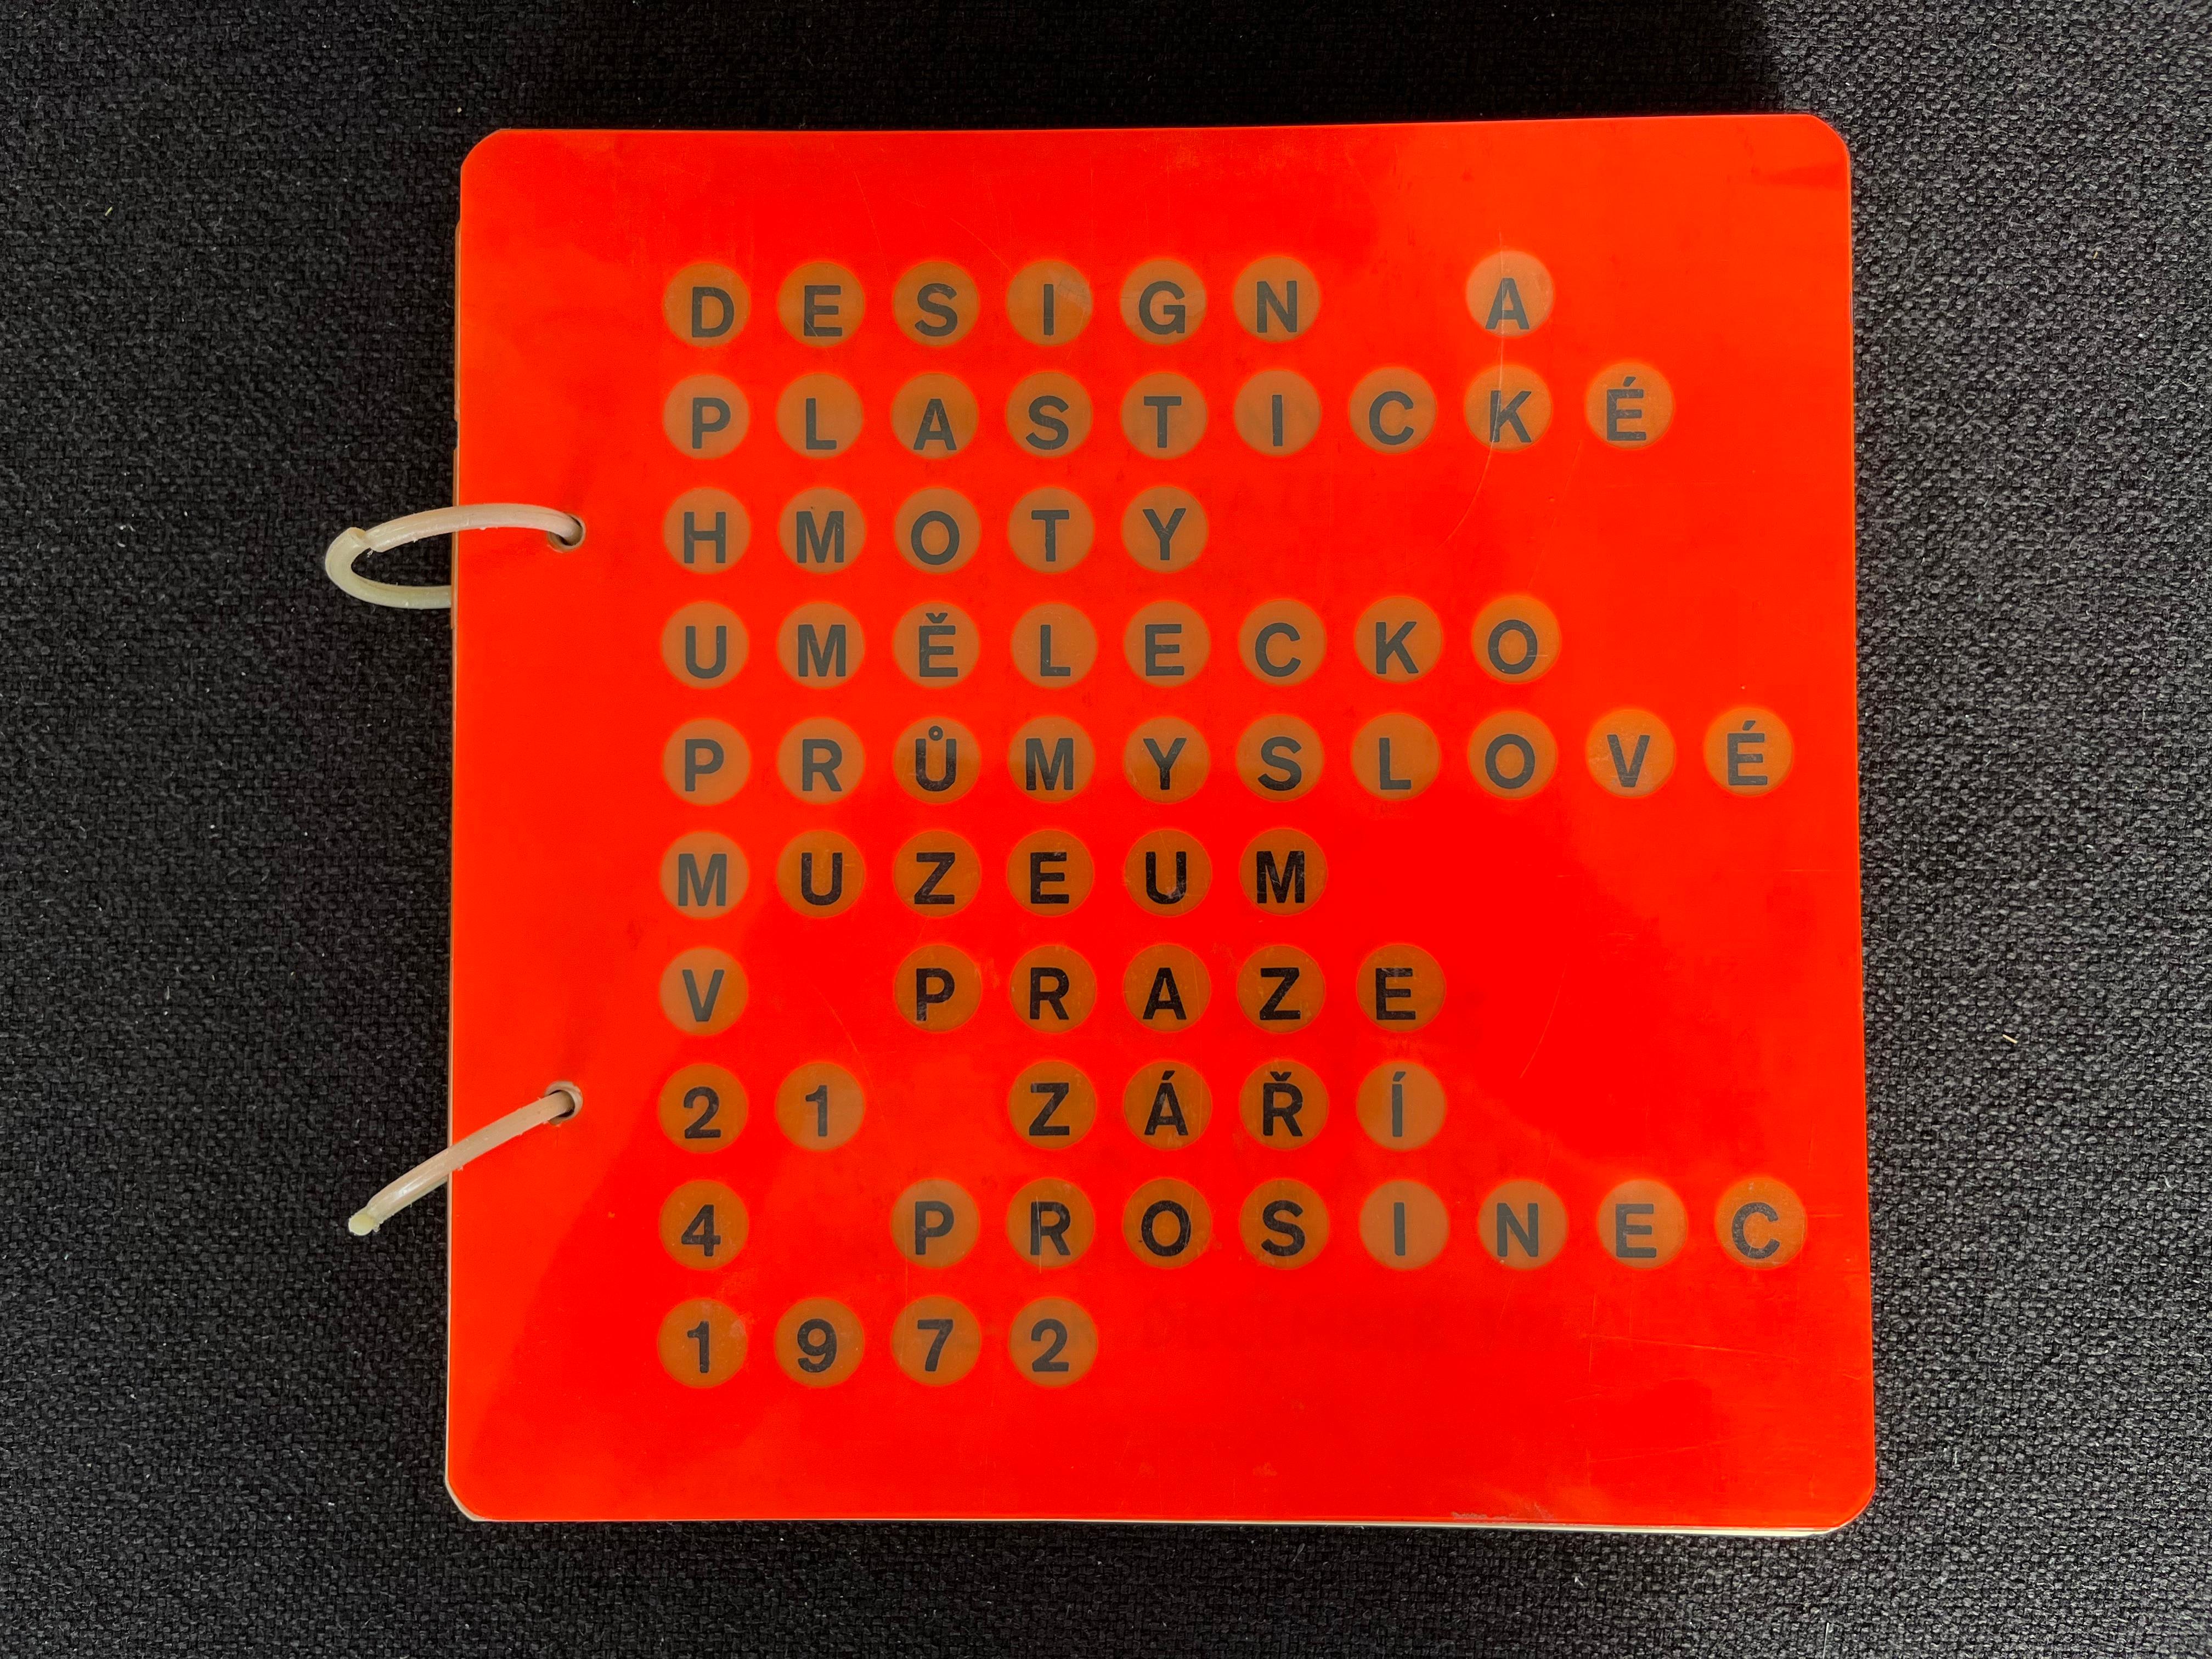 DESIGN A
PLASTICKÉ
HMOTY
UMĚLECKO
PRŮMYSLOVÉ
MUZEUM
V PRAZE
21 ZÁŘÍ
4 PROSINEC
1972